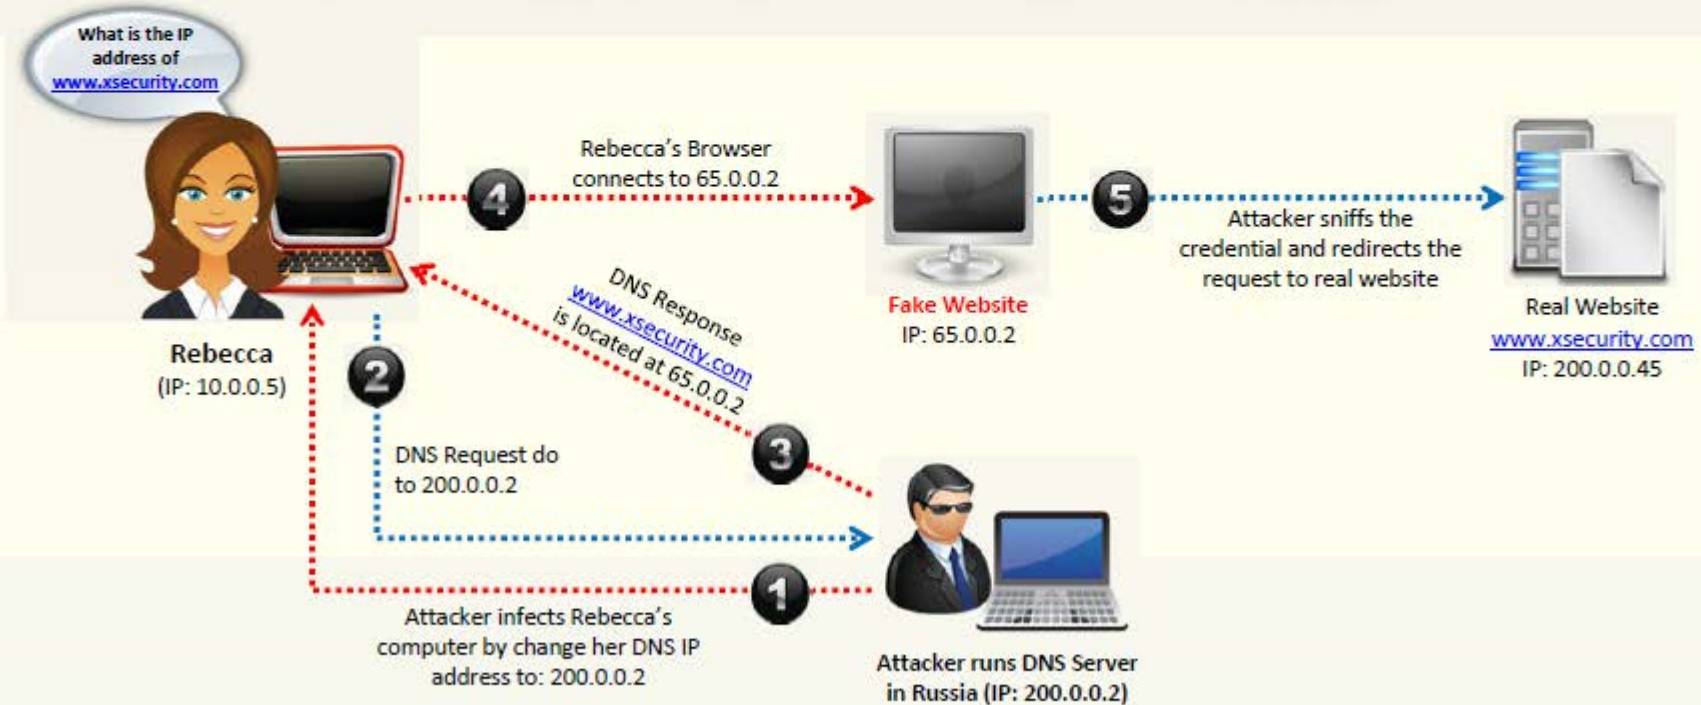 What is the IP
address of
www.xsecurity.com
Rebecca
(IP: 10.0.0.5)
4
Rebecca's Browser
connects to 65.0.0.2
Fake Website
IP: 65.0.0.2
5
Attacker sniffs the
credential and redirects the
request to real website
Real Website
www.xsecurity.com
IP: 200.0.0.45
2
DNS Request do
to 200.0.0.2
DNS Response
www.xsecurity.com
is located at 65.0.0.2
3
1
Attacker infects Rebecca's
computer by change her DNS IP
address to: 200.0.0.2
Attacker runs DNS Server
in Russia (IP: 200.0.0.2)